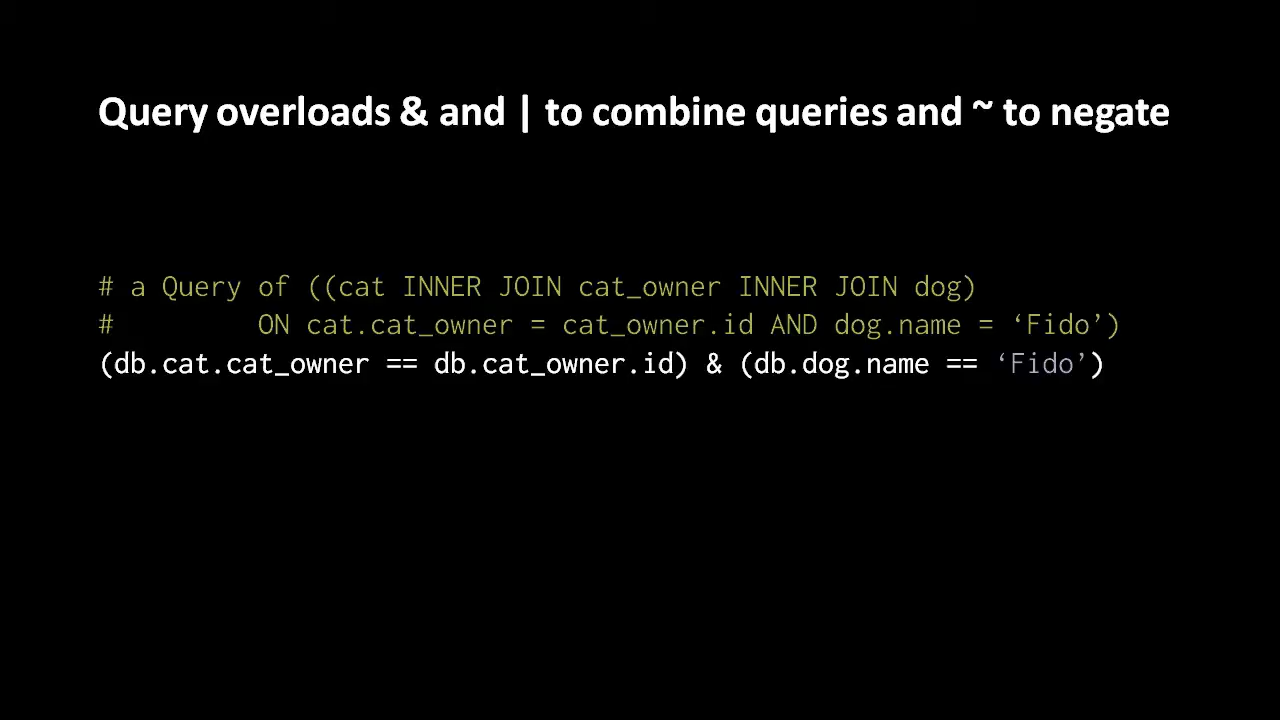 Query overloads & and | to combine queries and ~ to negate
# a Query of ((cat INNER JOIN cat_owner INNER JOIN dog)
#         ON cat.cat_owner = cat_owner.id AND dog.name = ‘Fido’)
(db.cat.cat_owner == db.cat_owner.id) & (db.dog.name == ‘Fido’)